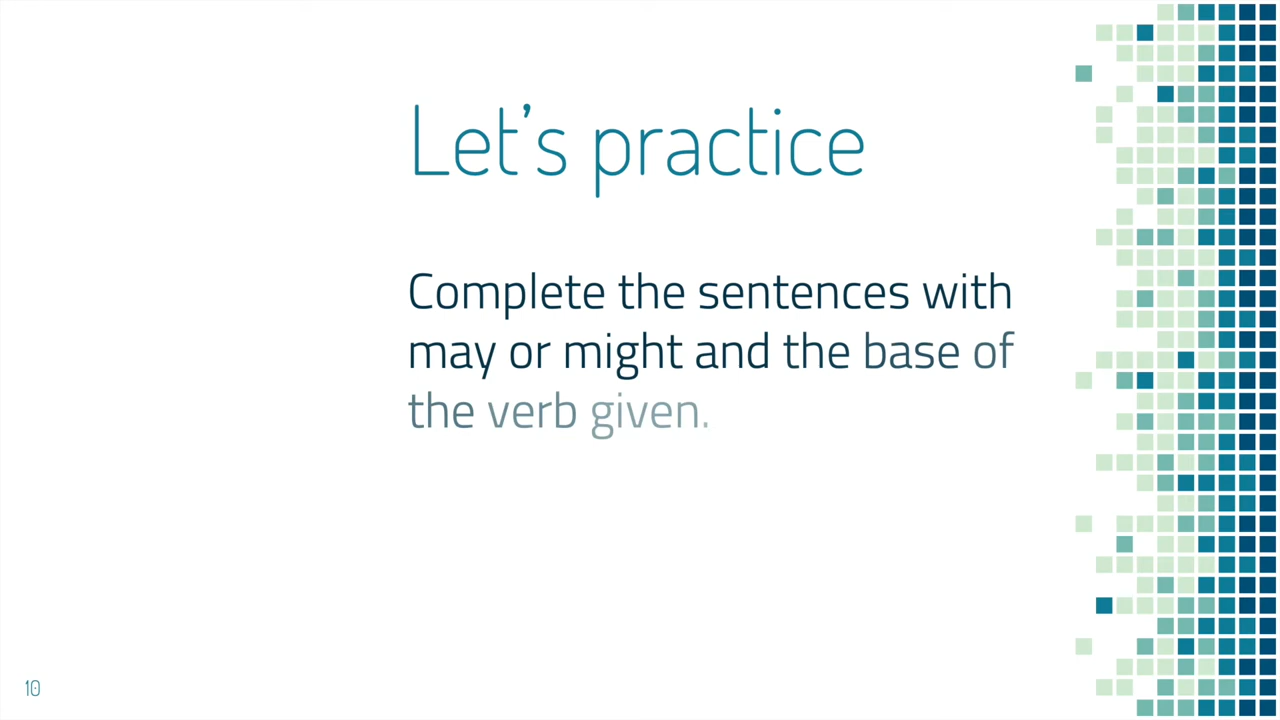 Let's practice
Complete the sentences with
may or might and the base of
the verb given.
10